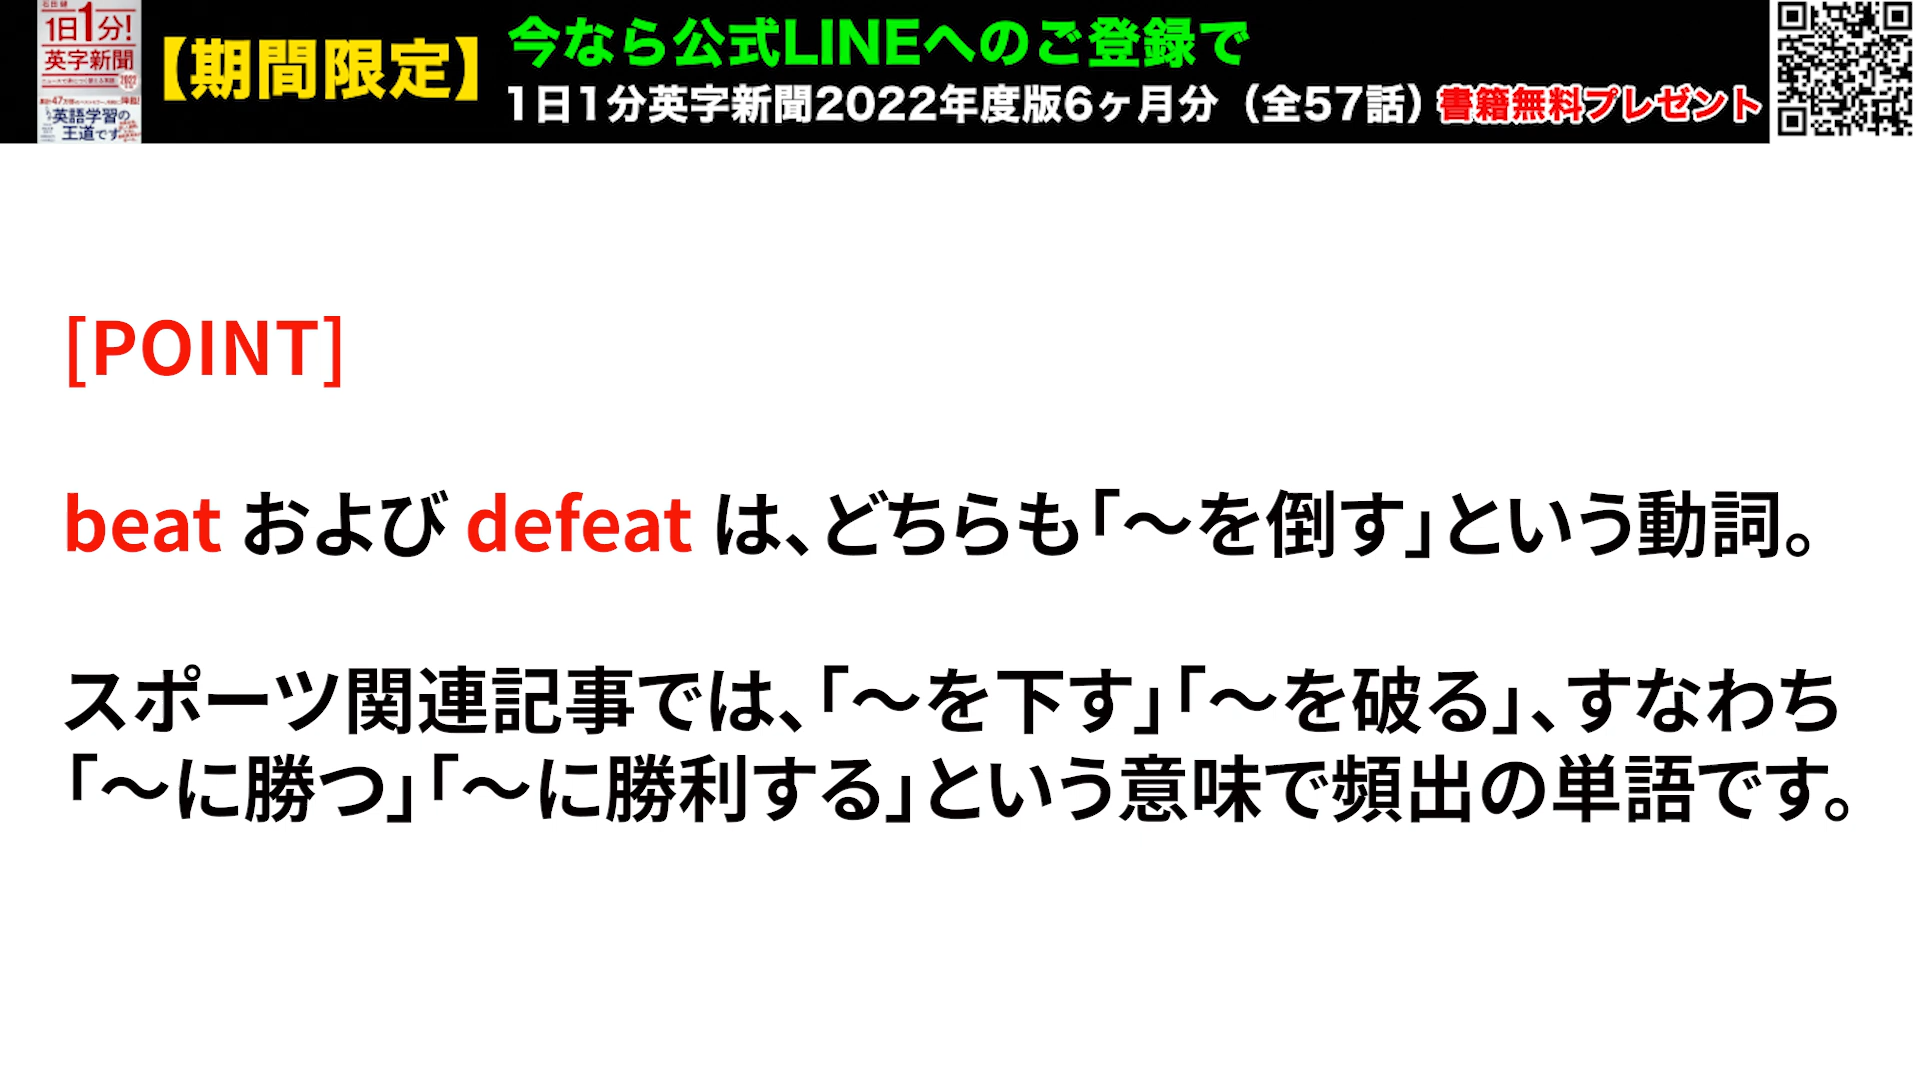 石田 健
1日1分!
英字新聞
2022
英語学習の
王道です
【期間限定】
今なら公式LINEへのご登録で
1日1分英字新聞2022年度版6ヶ月分（全57話）書籍無料プレゼント
[POINT]
beat および defeat は、どちらも「～を倒す」という動詞。
スポーツ関連記事では、「～を下す」「～を破る」、すなわち
「～に勝つ」「～に勝利する」という意味で頻出の単語です。